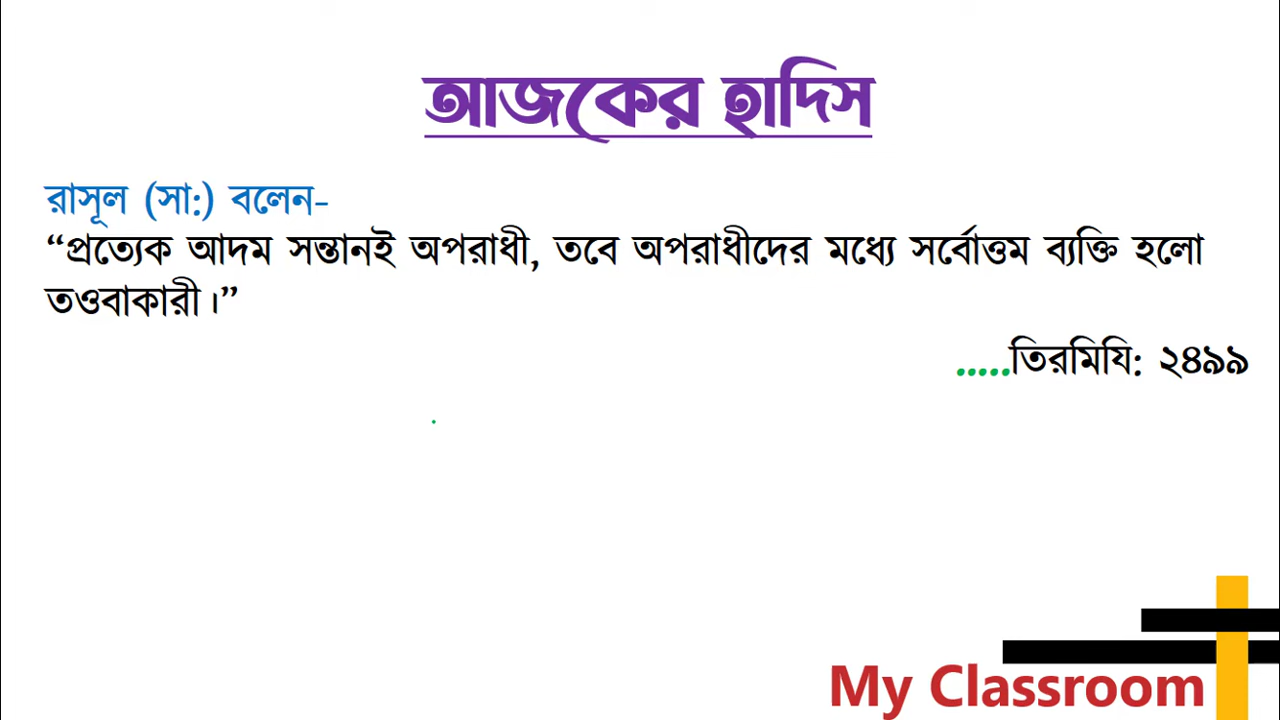 আজকের হাদিস
রাসূল (সা:) বলেন-
“প্রত্যেক আদম সন্তানই অপরাধী, তবে অপরাধীদের মধ্যে সর্বোত্তম ব্যক্তি হলো
তওবাকারী।”
.....তিরমিযি: ২৪৯৯
My Classroom